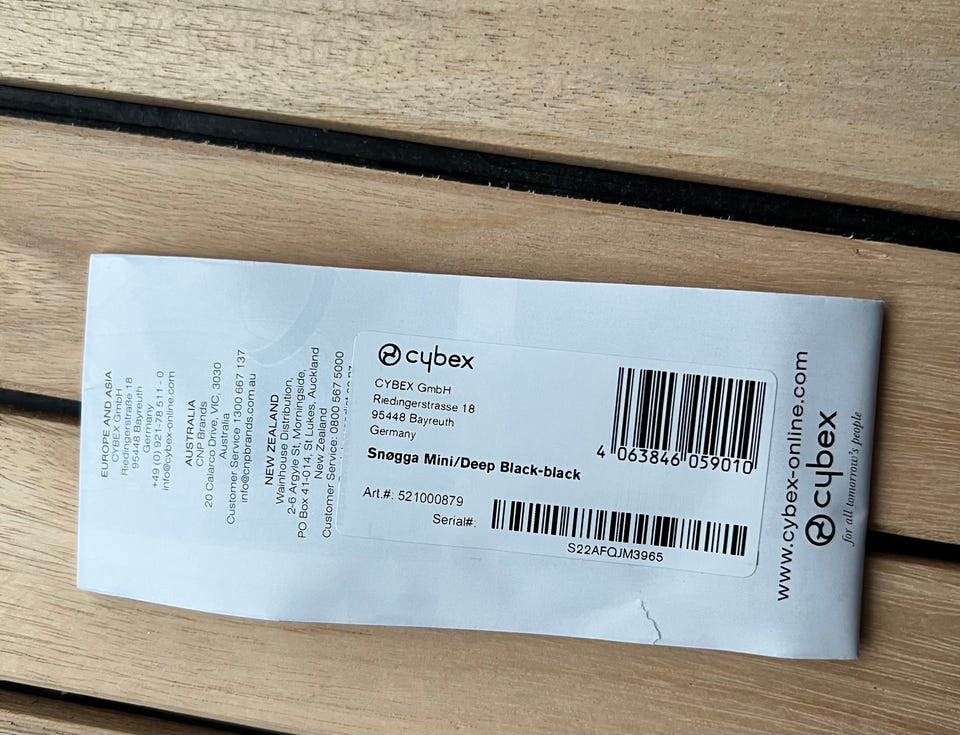 EUROPE AND ASIA
CYBEX GmbH
Riedingerstraße 18
95448 Bayreuth
Germany
+49 (0) 921-78 511 - 0
info@cybex-online.com
AUSTRALIA
CNP Brands
20 Calarco Drive, VIC, 3030
Australia
Customer Service 1300 667 137
info@cnpbrands.com.au
NEW ZEALAND
Wainhouse Distribution,
2-6 Argyle St, Morningside,
PO Box 41-014, St Lukes, Auckland
New Zealand
Customer Service: 0800 567 5000
cybex
CYBEX GmbH
Riedingerstrasse 18
95448 Bayreuth
Germany
Snøgga Mini/Deep Black-black
Art.#: 521000879
Serial#:
S22AFQJM3965
4 063846 059010
www.cybex-online.com
cybex
for all tomorrow's people